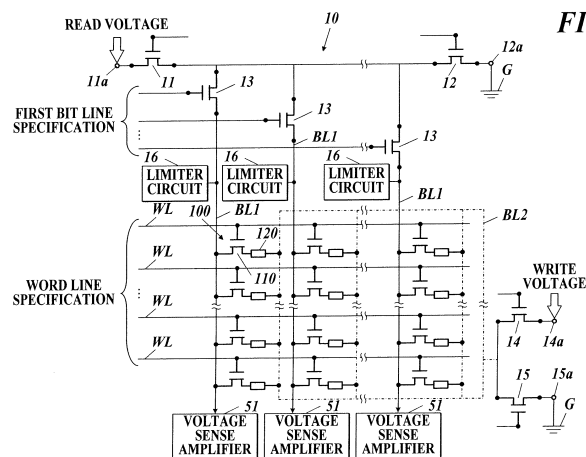 FI
READ VOLTAGE
10
12a
11a
11
12
G
13
FIRST BIT LINE
SPECIFICATION
13
BL1
13
16
LIMITER
CIRCUIT
16
LIMITER
CIRCUIT
16
LIMITER
CIRCUIT
WL
100
BL1
BL1
BL2
120
WL
110
WORD LINE
SPECIFICATION
WRITE
VOLTAGE
WL
14
14a
WL
15
15a
G
51
VOLTAGE
SENSE
AMPLIFIER
51
VOLTAGE
SENSE
AMPLIFIER
51
VOLTAGE
SENSE
AMPLIFIER